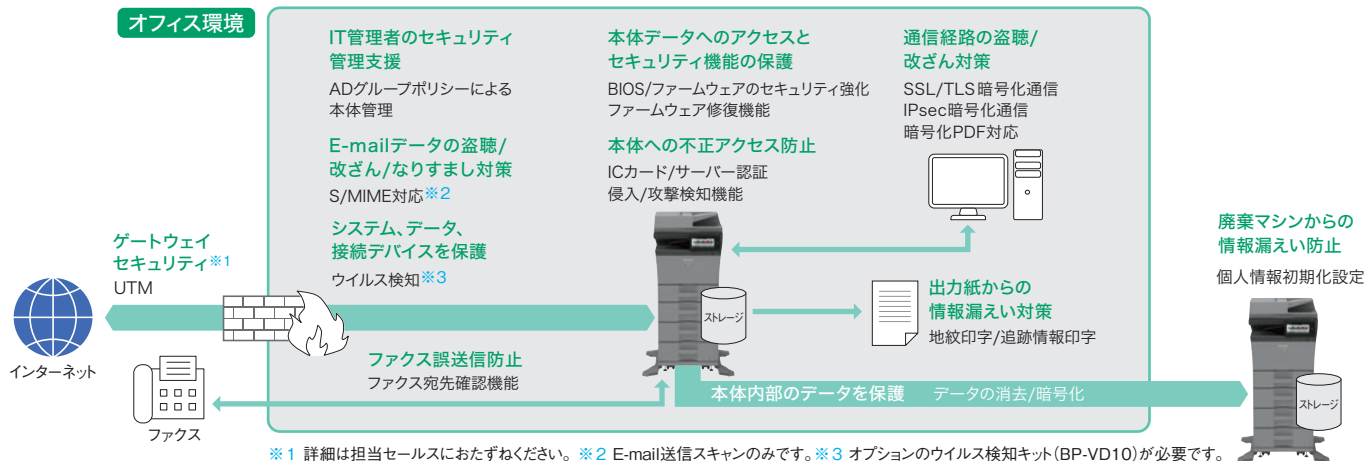 オフィス環境
IT管理者のセキュリティ
管理支援
ADグループポリシーによる
本体管理
E-mailデータの盗聴/
改ざん/なりすまし対策
S/MIME対応※2
システム、データ、
接続デバイスを保護
ウイルス検知※3
本体データへのアクセスと
セキュリティ機能の保護
BIOS/ファームウェアのセキュリティ強化
ファームウェア修復機能
本体への不正アクセス防止
ICカード/サーバー認証
侵入/攻撃検知機能
通信経路の盗聴/
改ざん対策
SSL/TLS暗号化通信
IPsec暗号化通信
暗号化PDF対応
ゲートウェイ
セキュリティ※1
UTM
インターネット
ファクス
ファクス誤送信防止
ファクス宛先確認機能
ストレージ
出力紙からの
情報漏えい対策
地紋印字/追跡情報印字
本体内部のデータを保護 データの消去/暗号化
廃棄マシンからの
情報漏えい防止
個人情報初期化設定
ストレージ
※1 詳細は担当セールスにおたずねください。※2 E-mail送信スキャンのみです。※3 オプションのウイルス検知キット(BP-VD10)が必要です。